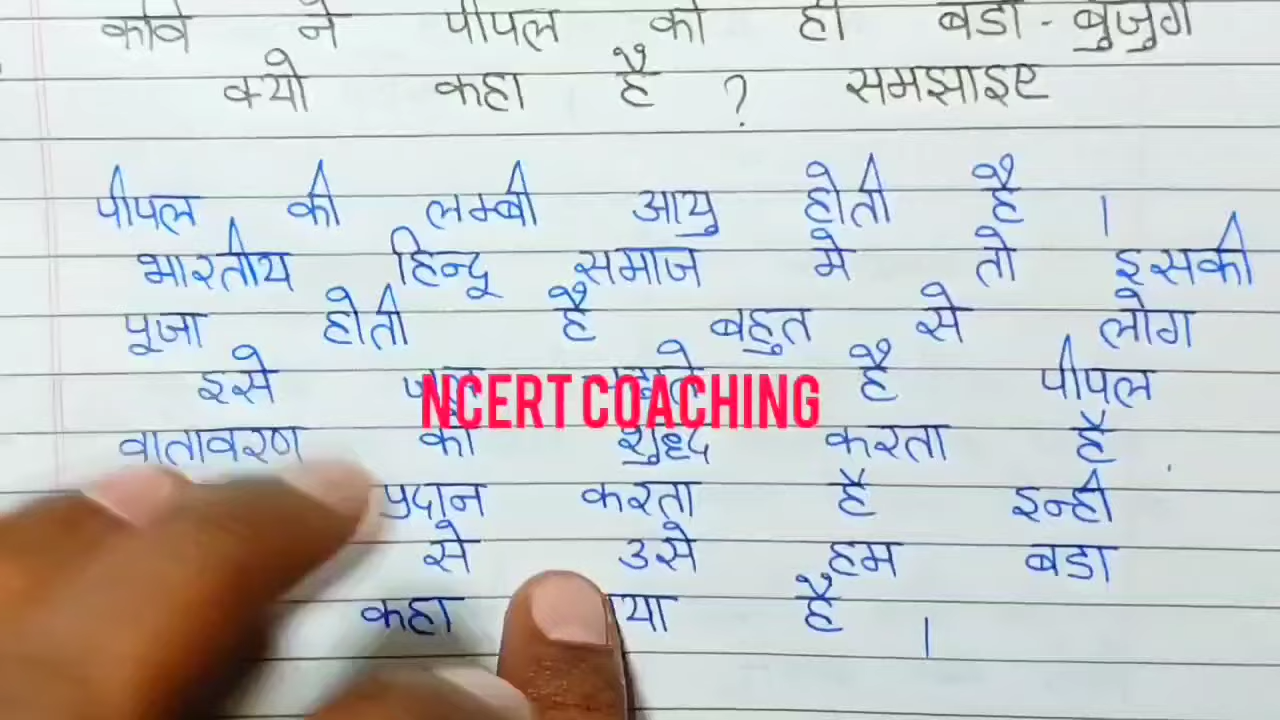 कवि ने पीपल को ही बडा-बुजुर्ग
क्यो कहा है ? समझाइए
पीपल की लम्बी आयु होती है ।
भारतीय हिन्दू समाज मे तो इसकी
पूजा होती है बहुत से लोग
इसे है पीपल
NCERT COACHING
वातावरण को शुद्ध करता है
प्रदान करता है इन्ही
से उसे हम बडा
कहा है ।